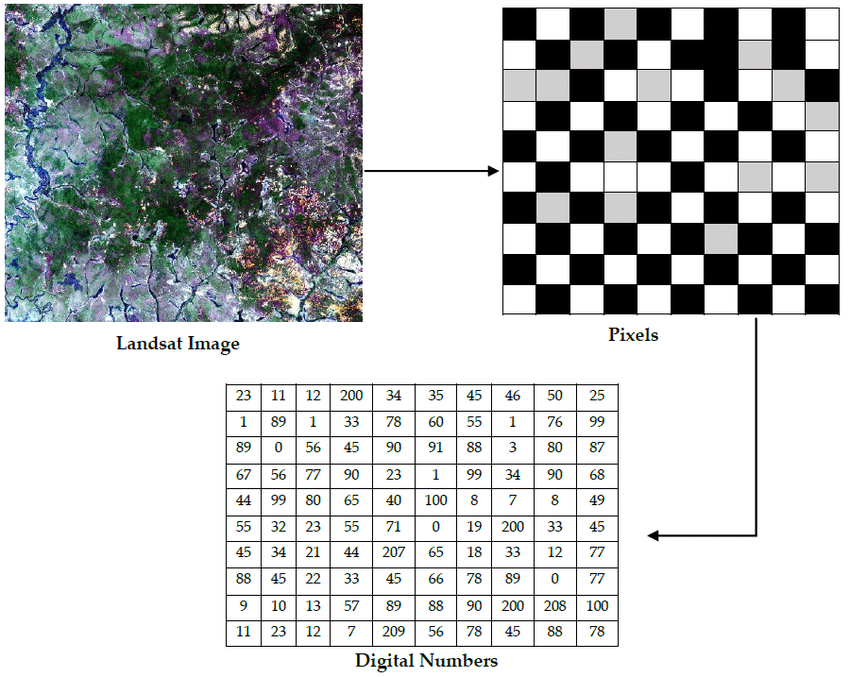 Landsat Image
Pixels
23 11 12 200 34 35 45 46 50 25
1 89 1 33 78 60 55 1 76 99
89 0 56 45 90 91 88 3 80 87
67 56 77 90 23 1 99 34 90 68
44 99 80 65 40 100 8 7 8 49
55 32 23 55 71 0 19 200 33 45
45 34 21 44 207 65 18 33 12 77
88 45 22 33 45 66 78 89 0 77
9 10 13 57 89 88 90 200 208 100
11 23 12 7 209 56 78 45 88 78
Digital Numbers